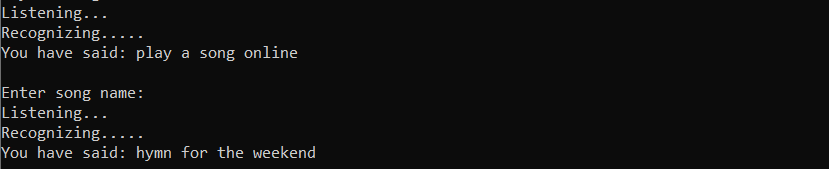 Listening...
Recognizing.....
You have said: play a song online
Enter song name:
Listening...
Recognizing.....
You have said: hymn for the weekend